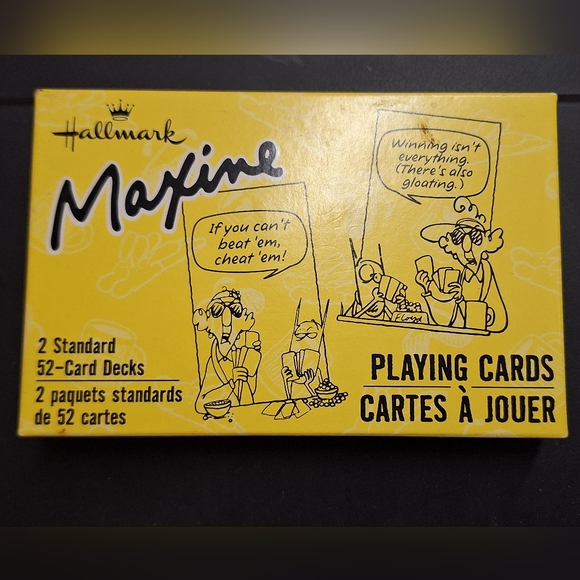 Hallmark
Maxine
If you can't
beat 'em,
cheat 'em!
Winning isn't
everything.
(There's also
gloating.)
2 Standard
52-Card Decks
2 paquets standards
de 52 cartes
PLAYING CARDS
CARTES À JOUER